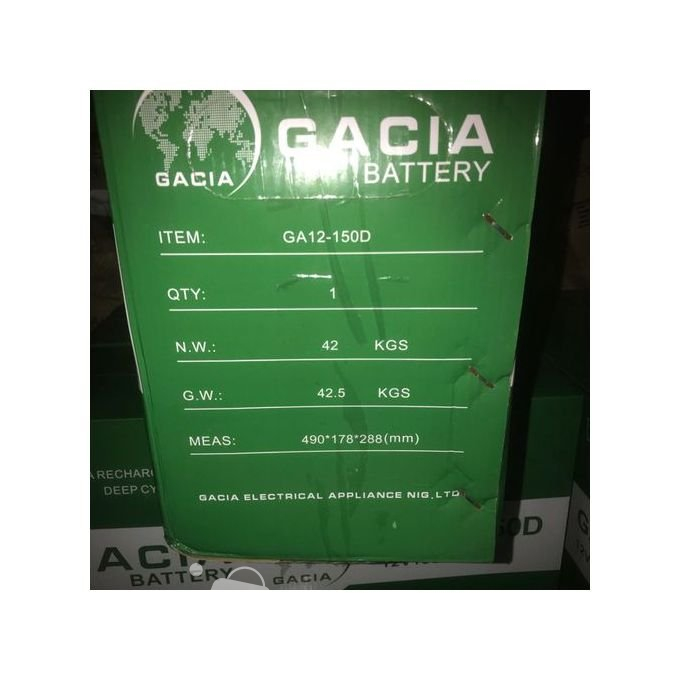 GACIA
GACIA
BATTERY
ITEM: GA12-150D
QTY: 1
N.W.: 42 KGS
G.W.: 42.5 KGS
MEAS: 490*178*288(mm)
GACIA ELECTRICAL APPLIANCE NIG,LTD
DEEP
BATTERY
GACIA